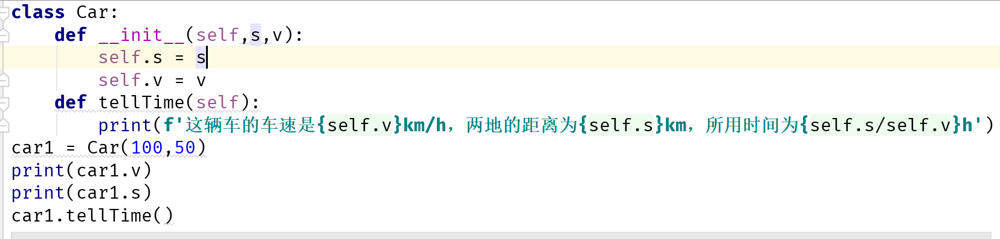 class Car:
    def __init__(self,s,v):
        self.s = s
        self.v = v
    def tellTime(self):
        print(f'这辆车的车速是{self.v}km/h，两地的距离为{self.s}km，所用时间为{self.s/self.v}h')
car1 = Car(100,50)
print(car1.v)
print(car1.s)
car1.tellTime()